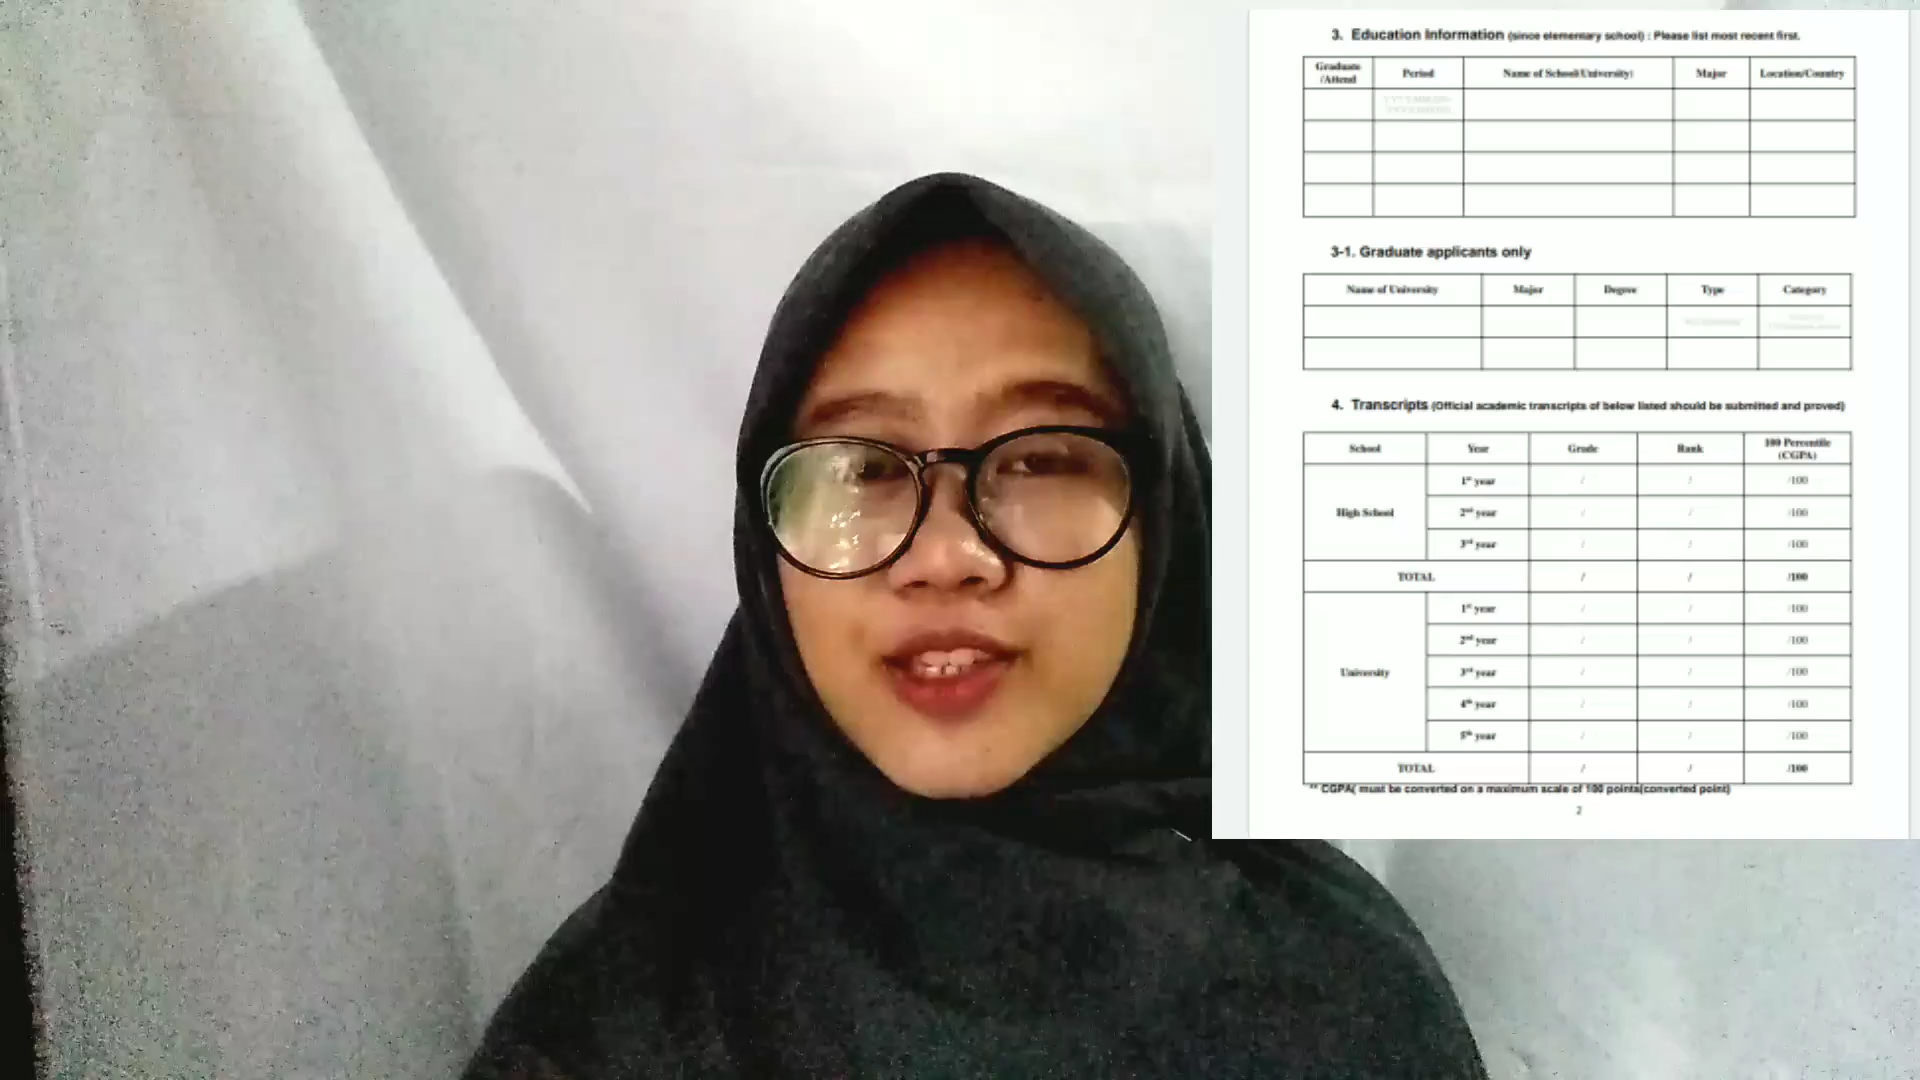 3. Education Information (since elementary school) : Please list most recent first.
Graduate /Attend Period Name of School(University) Major Location/Country
3-1. Graduate applicants only
Name of University Major Degree Type Category
4. Transcripts (Official academic transcripts of below listed should be submitted and proved)
School Year Grade Rank 100 Percentile (CGPA)
High School
1st year / / /100
2nd year / / /100
3rd year / / /100
TOTAL / / /100
University
1st year / / /100
2nd year / / /100
3rd year / / /100
4th year / / /100
5th year / / /100
TOTAL / / /100
** CGPA( must be converted on a maximum scale of 100 points(converted point)
2